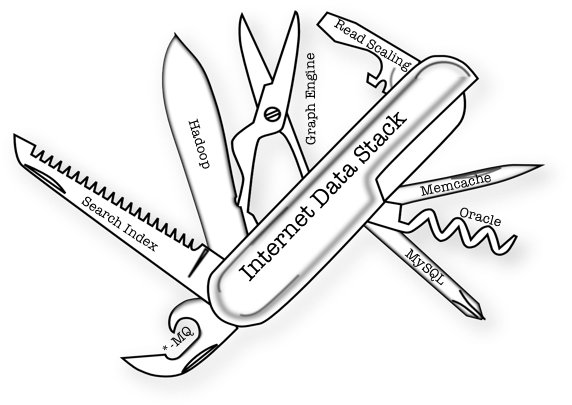 Read Scaling
Graph Engine
Hadoop
Internet Data Stack
Memcache
Search Index
Oracle
MySQL
*-MQ